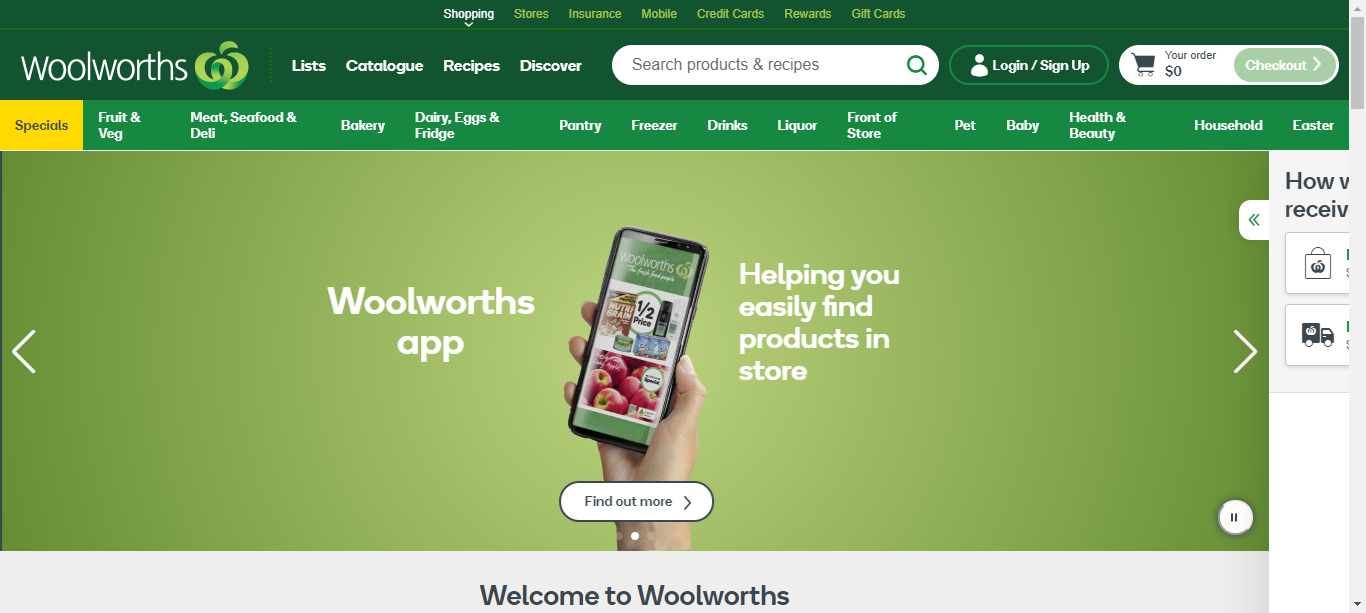 Shopping Stores Insurance Mobile Credit Cards Rewards Gift Cards
Woolworths
Lists Catalogue Recipes Discover
Search products & recipes
Login / Sign Up
Your order
$0
Checkout
Specials
Fruit &
Veg
Meat, Seafood &
Deli
Bakery
Dairy, Eggs &
Fridge
Pantry
Freezer
Drinks
Liquor
Front of
Store
Pet
Baby
Health &
Beauty
Household
Easter
How w
receiv
Woolworths
app
Woolworths
The fresh food people
NUTRI
GRAIN
1/2
Price
Special
Helping you
easily find
products in
store
Find out more
Welcome to Woolworths